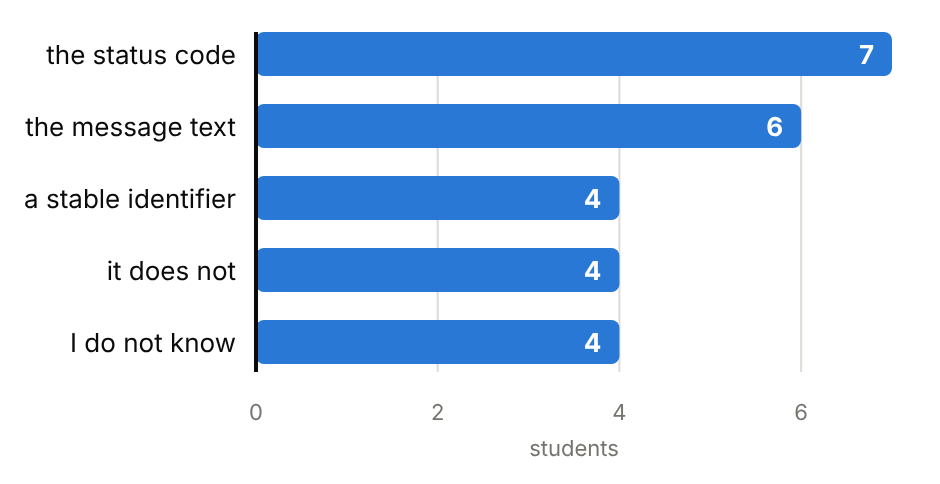 the status code
7
the message text
6
a stable identifier
4
it does not
4
I do not know
4
0 2 4 6
students